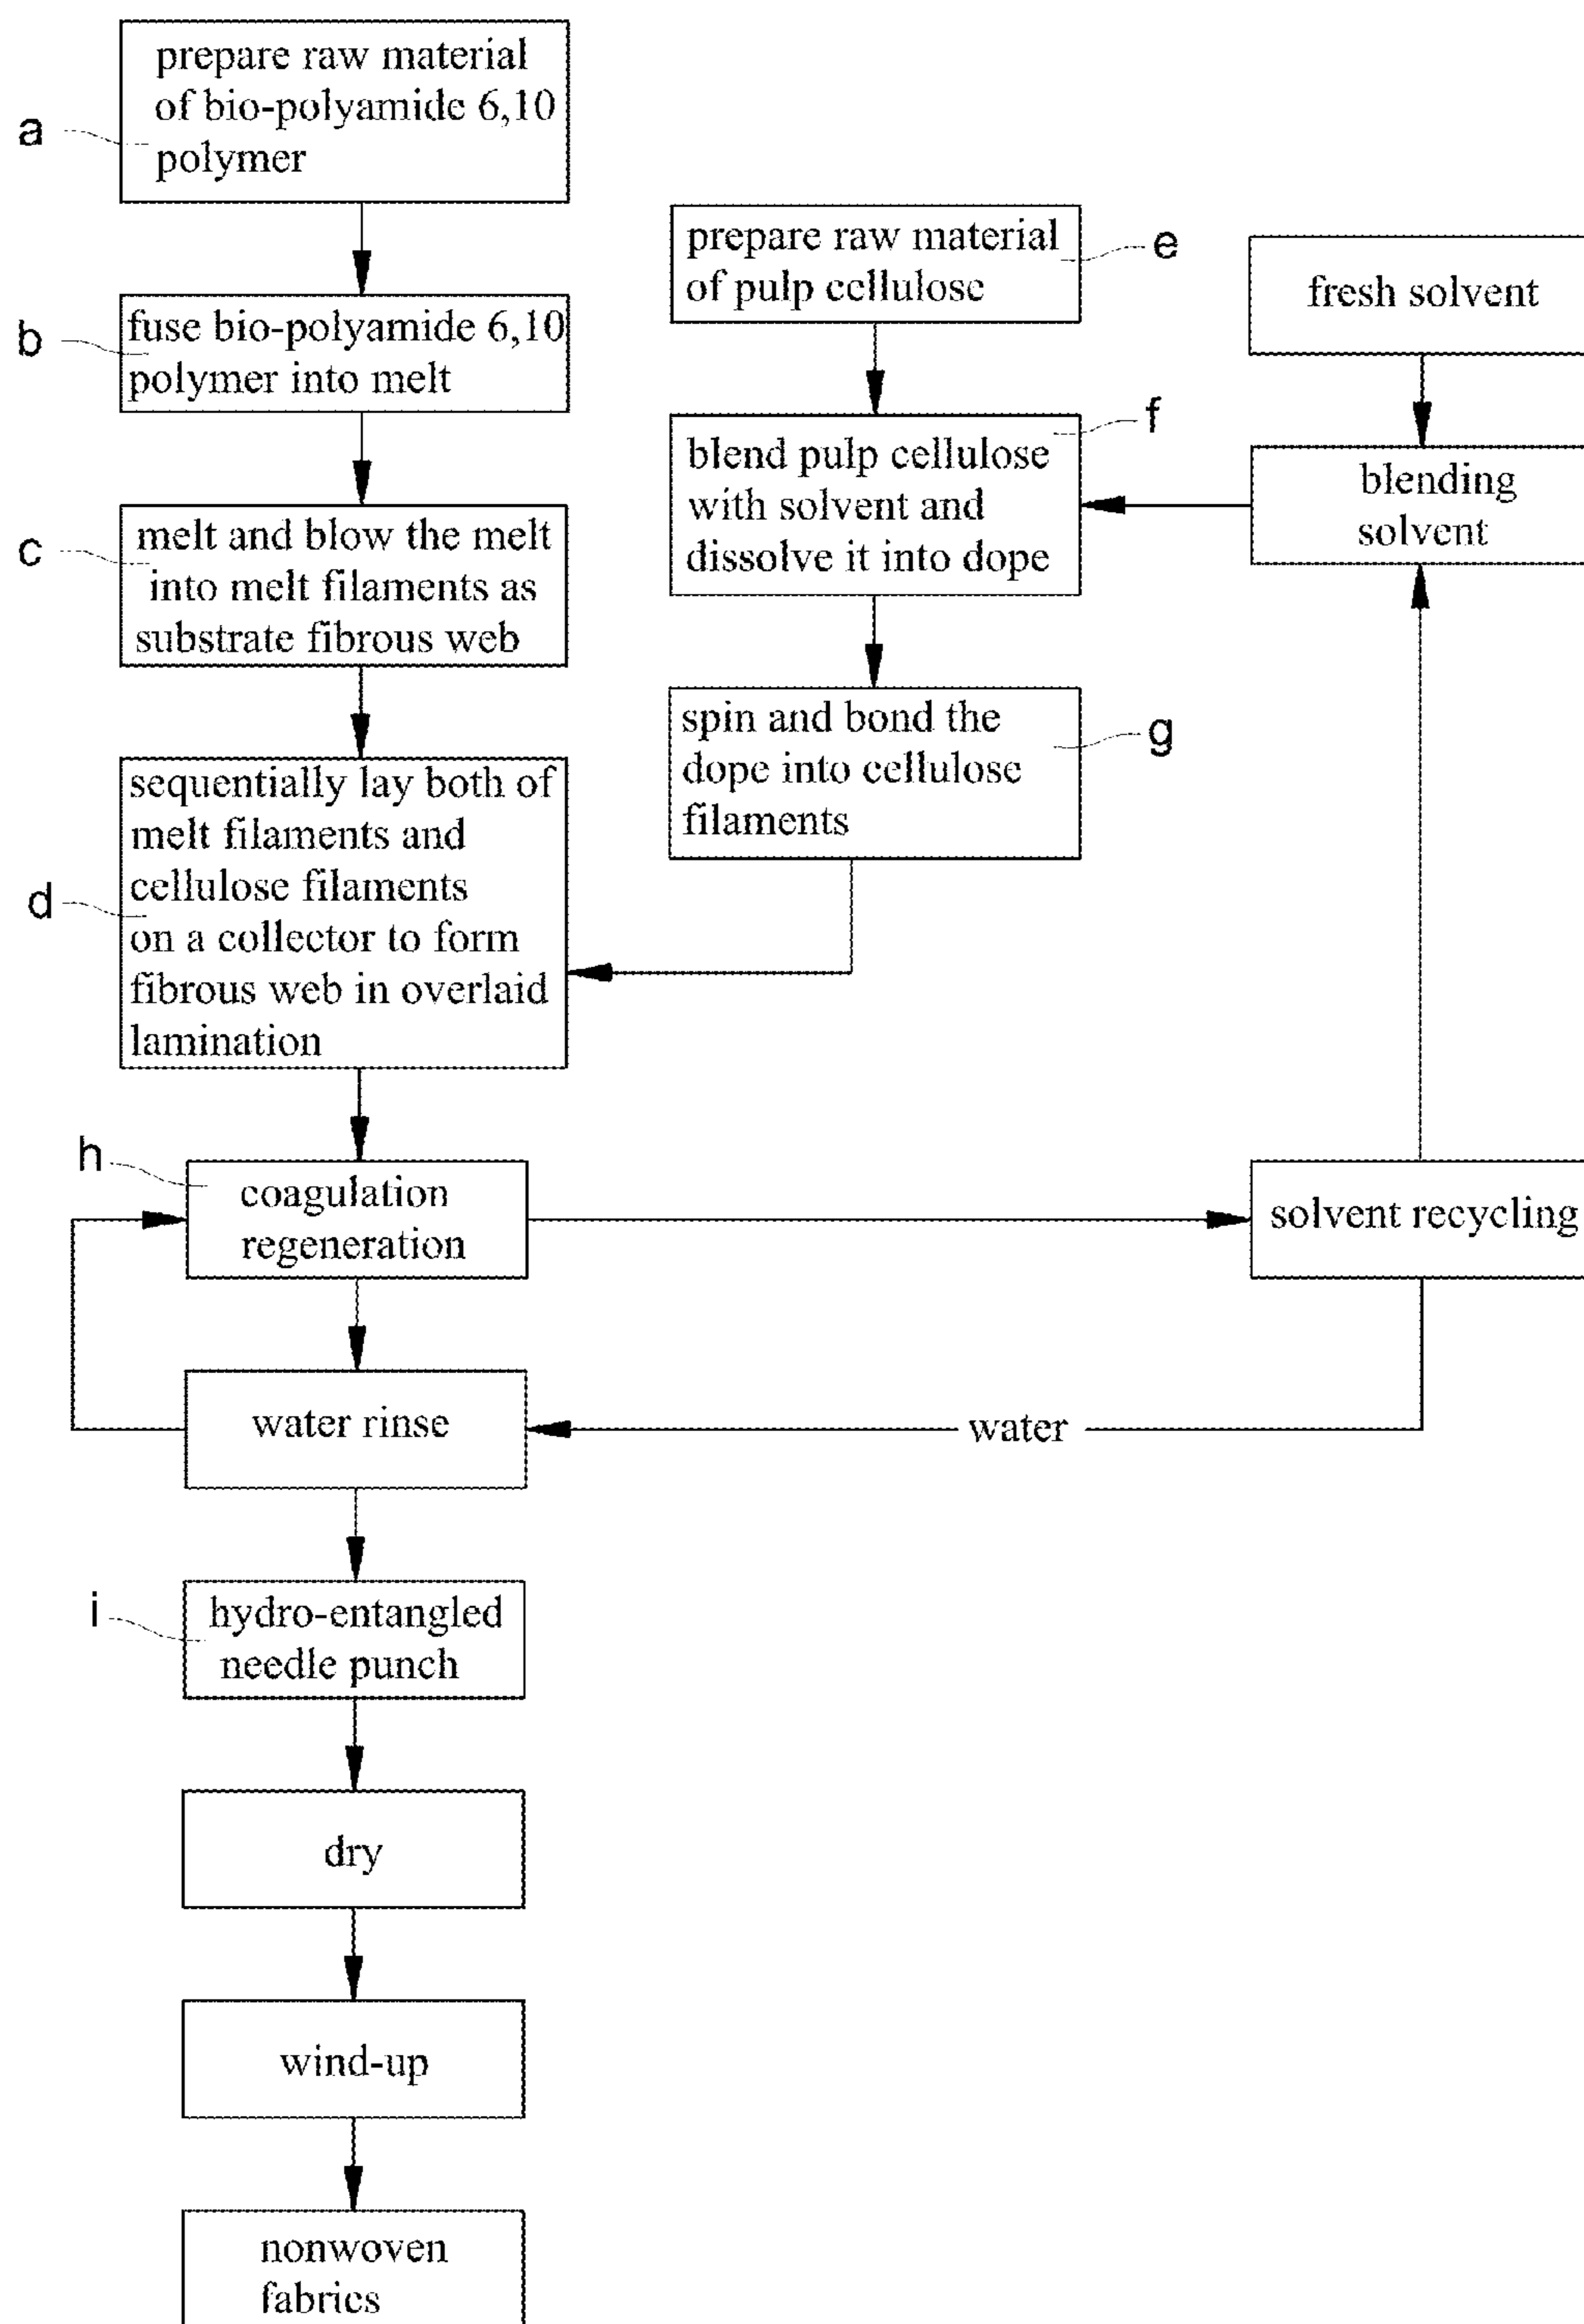 a
prepare raw material
of bio-polyamide 6,10
polymer
b
fuse bio-polyamide 6,10
polymer into melt
c
melt and blow the melt
into melt filaments as
substrate fibrous web
d
sequentially lay both of
melt filaments and
cellulose filaments
on a collector to form
fibrous web in overlaid
lamination
prepare raw material
of pulp cellulose
e
blend pulp cellulose
with solvent and
dissolve it into dope
f
spin and bond the
dope into cellulose
filaments
g
fresh solvent
blending
solvent
h
coagulation
regeneration
solvent recycling
water rinse
water
i
hydro-entangled
needle punch
dry
wind-up
nonwoven
fabrics